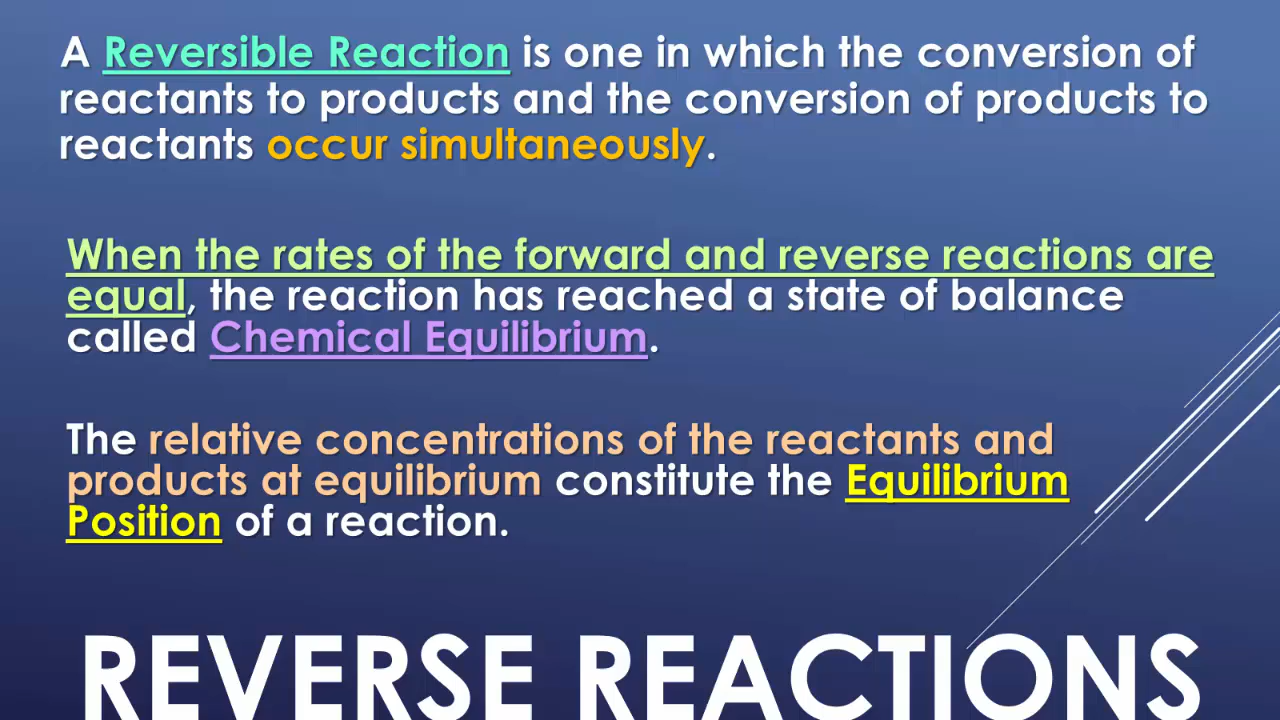 A Reversible Reaction is one in which the conversion of
reactants to products and the conversion of products to
reactants occur simultaneously.
When the rates of the forward and reverse reactions are
equal, the reaction has reached a state of balance
called Chemical Equilibrium.
The relative concentrations of the reactants and
products at equilibrium constitute the Equilibrium
Position of a reaction.
REVERSE REACTIONS